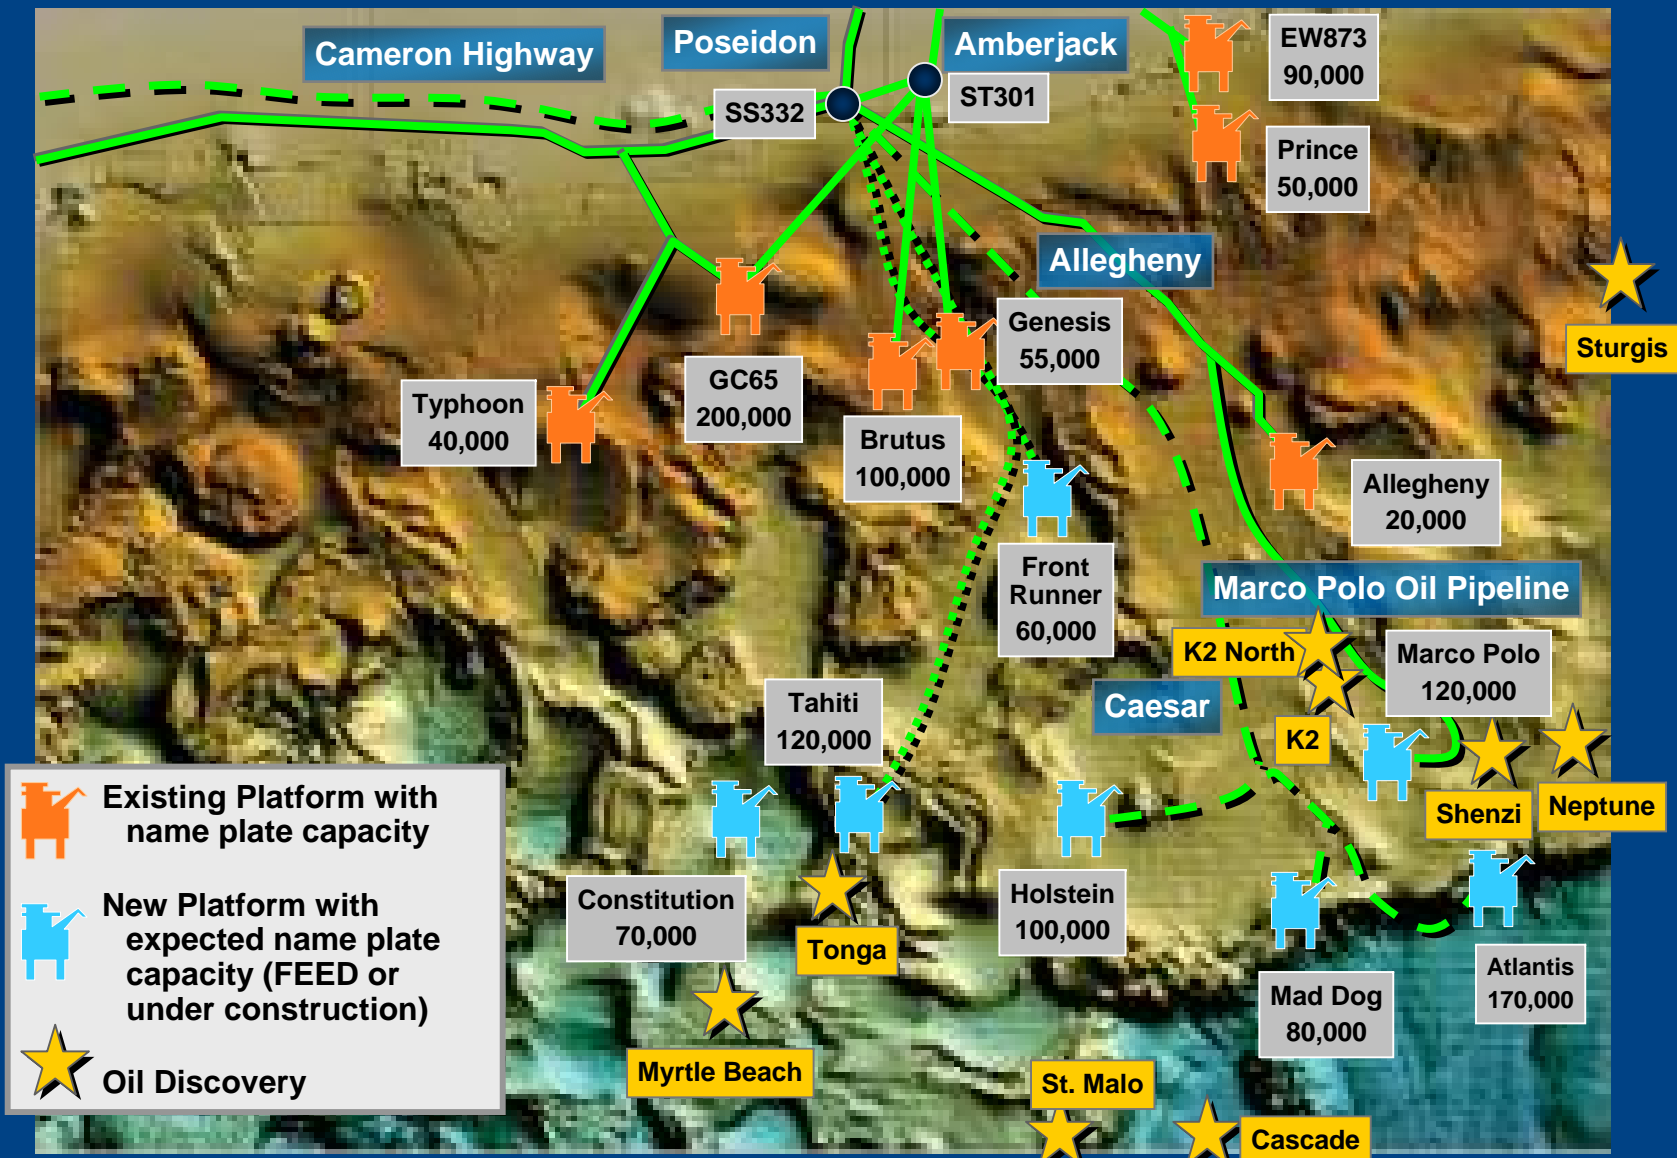 Cameron Highway
Poseidon
Amberjack
EW873
90,000
SS332
ST301
Prince
50,000
Allegheny
Sturgis
Genesis
55,000
Typhoon
40,000
GC65
200,000
Brutus
100,000
Allegheny
20,000
Front
Runner
60,000
Marco Polo Oil Pipeline
K2 North
Marco Polo
120,000
Caesar
K2
Tahiti
120,000
Shenzi
Neptune
Existing Platform with
name plate capacity
New Platform with
expected name plate
capacity (FEED or
under construction)
Oil Discovery
Constitution
70,000
Tonga
Holstein
100,000
Mad Dog
80,000
Atlantis
170,000
Myrtle Beach
St. Malo
Cascade